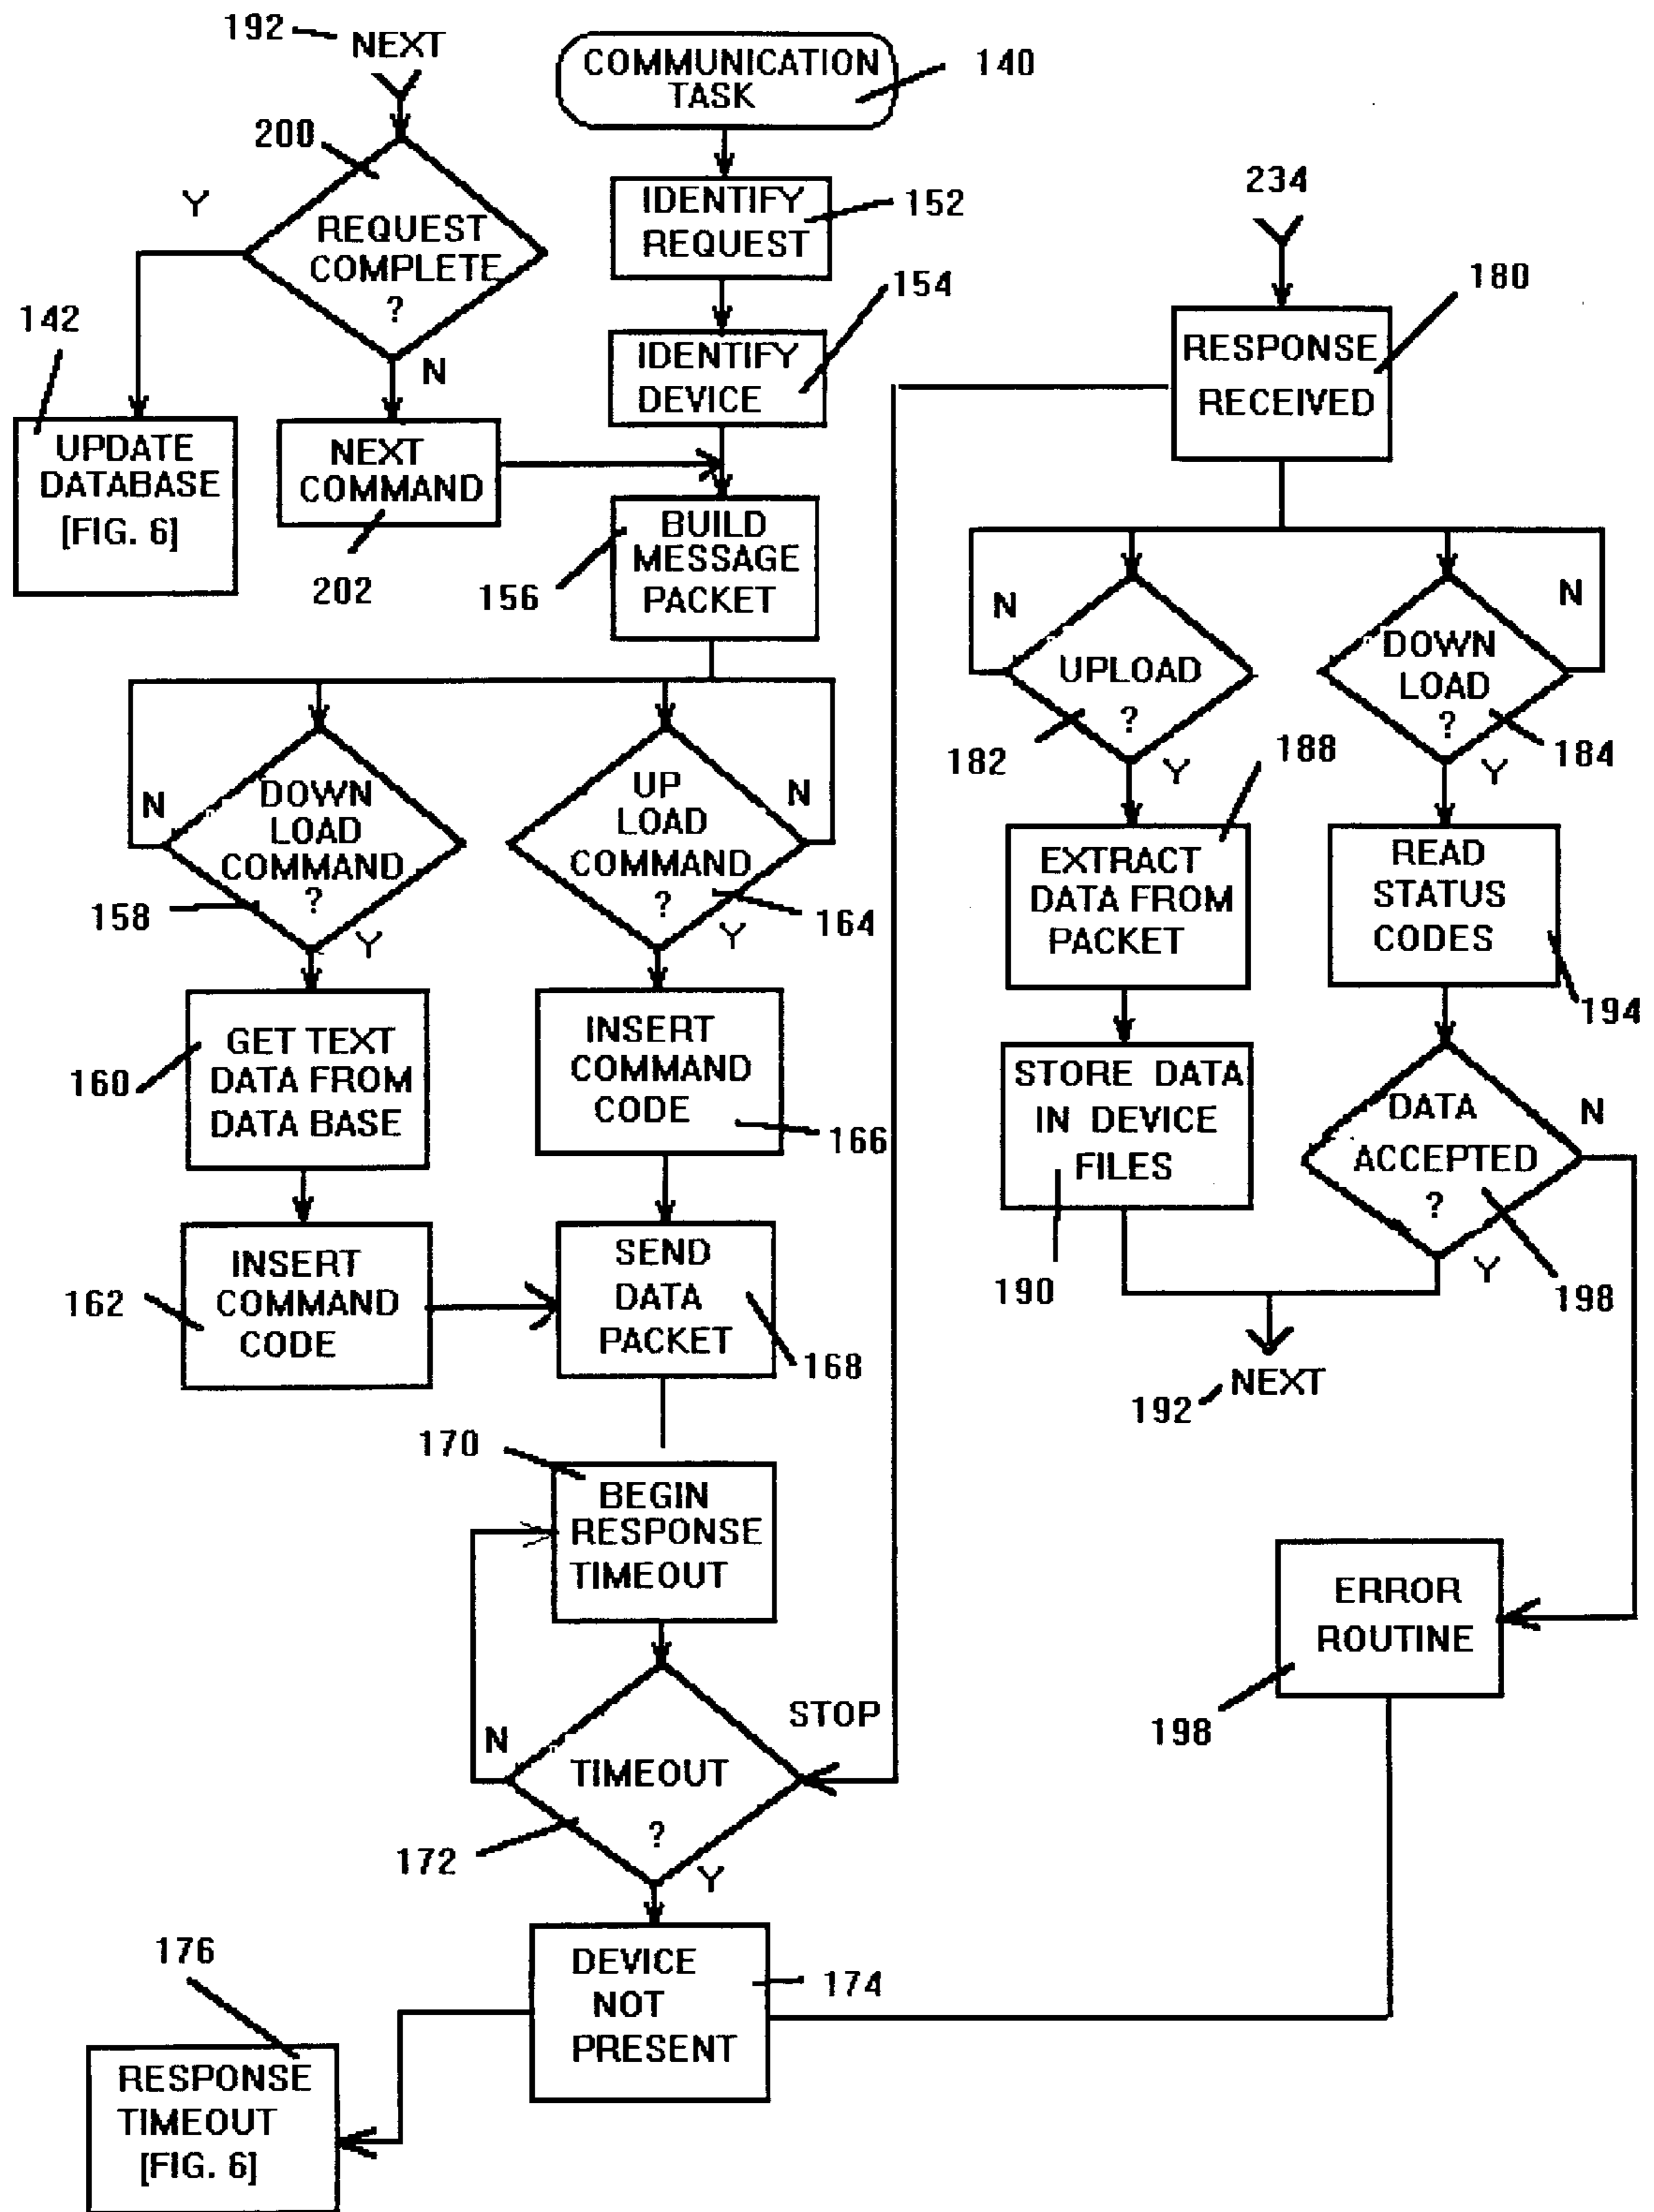 192
NEXT
COMMUNICATION
TASK
140
200
Y
REQUEST
COMPLETE
?
N
IDENTIFY
REQUEST
152
154
IDENTIFY
DEVICE
142
UPDATE
DATABASE
[FIG. 6]
NEXT
COMMAND
202
BUILD
MESSAGE
PACKET
156
N
DOWN
LOAD
COMMAND
?
158
Y
UP
LOAD
COMMAND
?
N
164
Y
160
GET TEXT
DATA FROM
DATA BASE
INSERT
COMMAND
CODE
166
162
INSERT
COMMAND
CODE
SEND
DATA
PACKET
168
170
BEGIN
RESPONSE
TIMEOUT
N
TIMEOUT
?
STOP
172
Y
DEVICE
NOT
PRESENT
174
176
RESPONSE
TIMEOUT
[FIG. 6]
234
180
RESPONSE
RECEIVED
N
UPLOAD
?
182
Y
188
N
DOWN
LOAD
?
184
Y
EXTRACT
DATA FROM
PACKET
READ
STATUS
CODES
194
STORE DATA
IN DEVICE
FILES
190
DATA
ACCEPTED
?
N
Y
198
192
NEXT
ERROR
ROUTINE
198